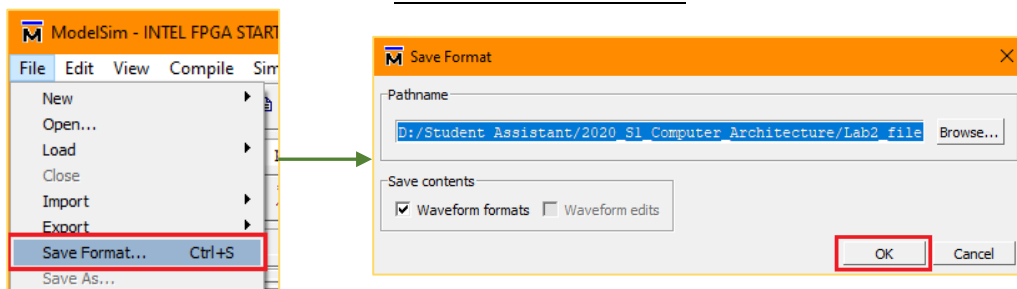 ModelSim - INTEL FPGA START
File Edit View Compile Sim
New
Open...
Load
Close
Import
Export
Save Format... Ctrl+S
Save As...
Save Format
Pathname
D:/Student Assistant/2020_S1_Computer_Architecture/Lab2_file
Browse...
Save contents
Waveform formats Waveform edits
OK Cancel